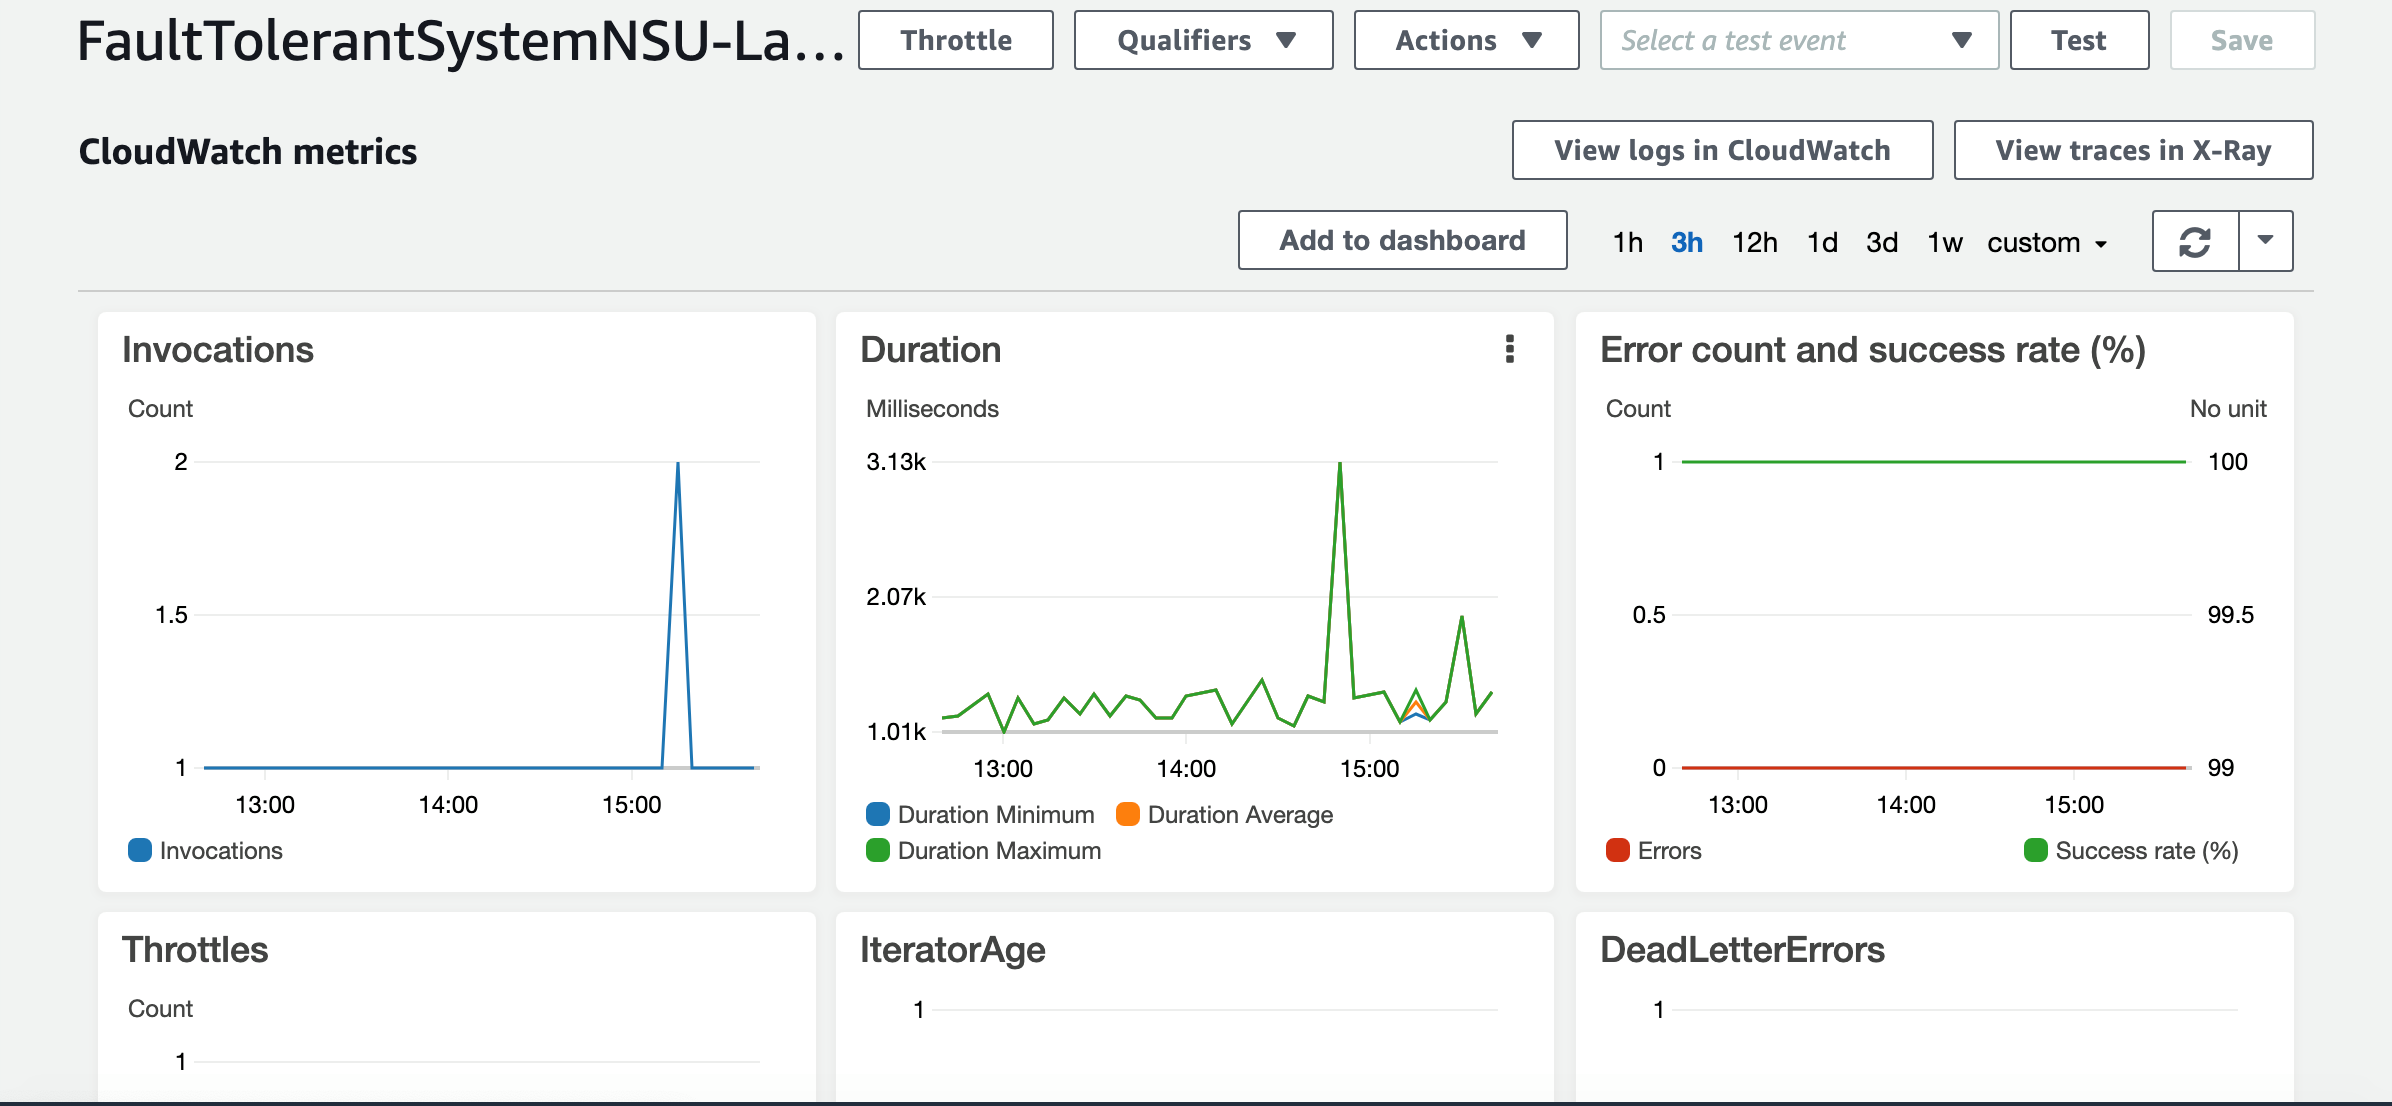 FaultTolerantSystemNSU-La...
Throttle
Qualifiers
Actions
Select a test event
Test
Save
CloudWatch metrics
View logs in CloudWatch
View traces in X-Ray
Add to dashboard
1h 3h 12h 1d 3d 1w custom
Invocations
Count
2
1.5
1
13:00 14:00 15:00
Invocations
Duration
Milliseconds
3.13k
2.07k
1.01k
13:00 14:00 15:00
Duration Minimum Duration Average
Duration Maximum
Error count and success rate (%)
Count No unit
1 100
0.5 99.5
0 99
13:00 14:00 15:00
Errors Success rate (%)
Throttles
Count
1
IteratorAge
1
DeadLetterErrors
1